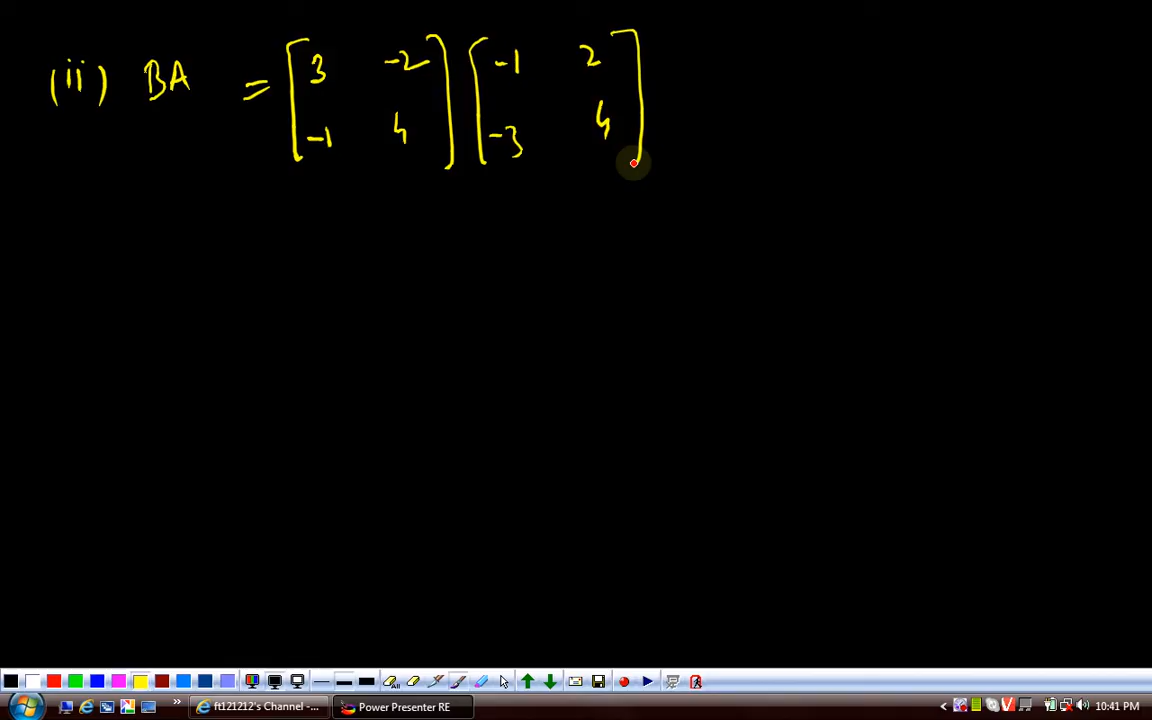 (ii) BA = [3 -2 [-1 2
-1 4] -3 4]
ft121212's Channel -... Power Presenter RE 10:41 PM